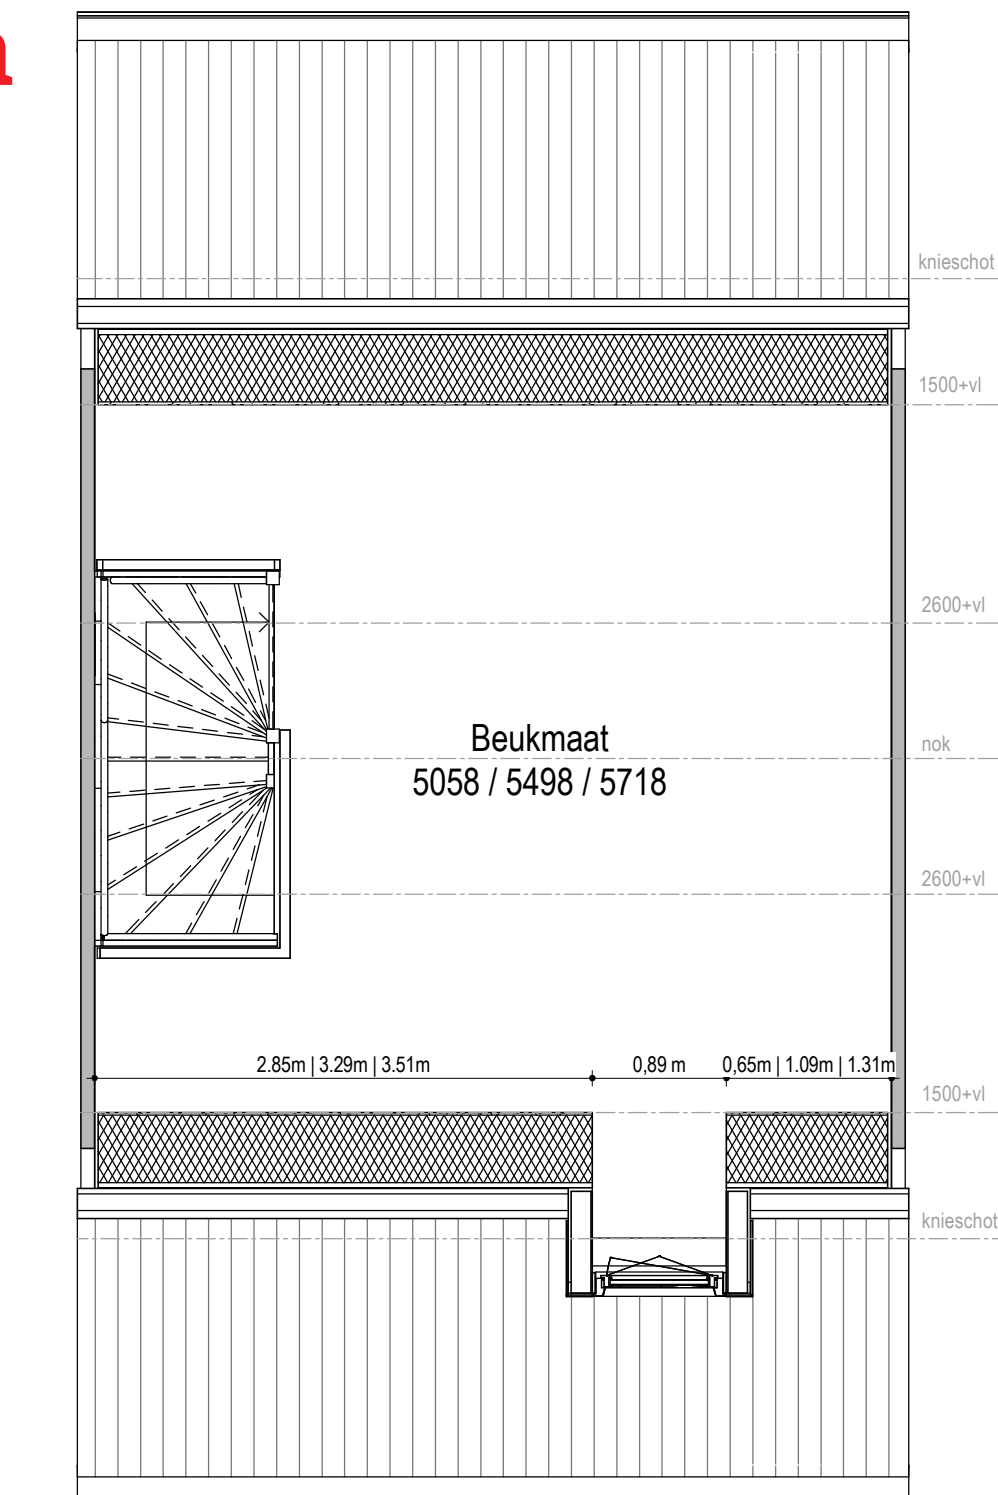 knieschot
1500+vl
2600+vl
nok
Beukmaat
5058 / 5498 / 5718
2600+vl
2.85m | 3.29m | 3.51m 0,89 m 0,65m | 1.09m | 1.31m
1500+vl
knieschot